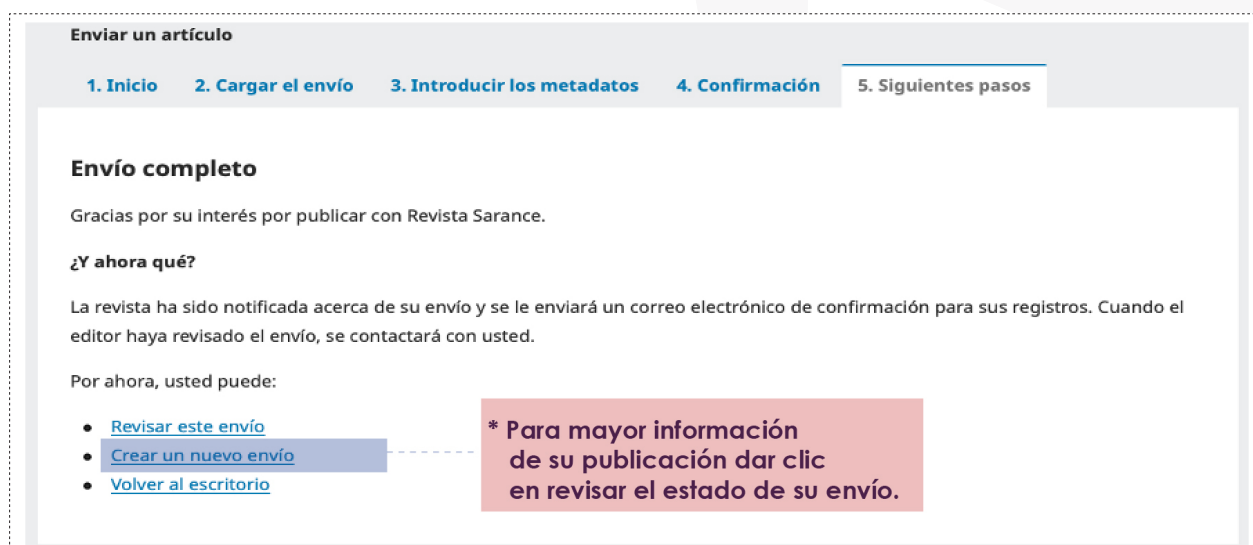 Enviar un artículo
1. Inicio 2. Cargar el envío 3. Introducir los metadatos 4. Confirmación 5. Siguientes pasos
Envío completo
Gracias por su interés por publicar con Revista Sarance.
¿Y ahora qué?
La revista ha sido notificada acerca de su envío y se le enviará un correo electrónico de confirmación para sus registros. Cuando el
editor haya revisado el envío, se contactará con usted.
Por ahora, usted puede:
• Revisar este envío
• Crear un nuevo envío
• Volver al escritorio
* Para mayor información
de su publicación dar clic
en revisar el estado de su envío.